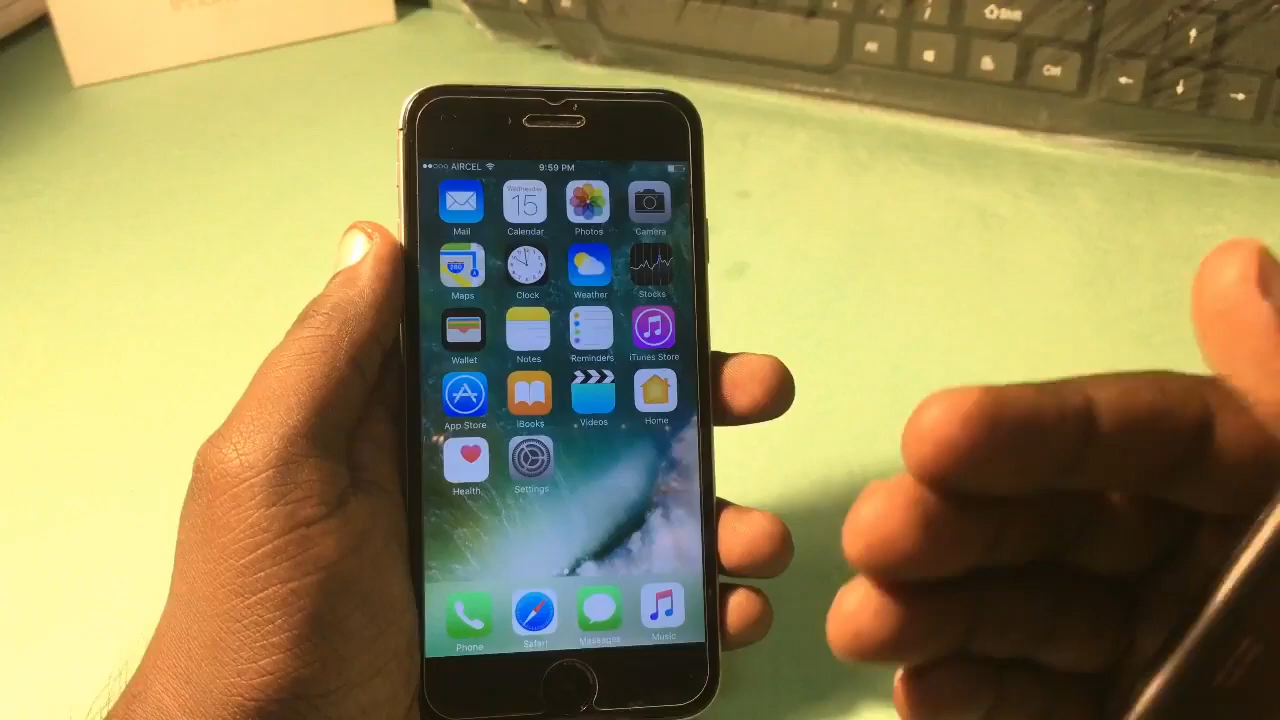 Shift
Alt
Ctrl
AIRCEL 9:59 PM
Wednesday
15
Mail Calendar Photos Camera
280
Maps Clock Weather Stocks
Wallet Notes Reminders iTunes Store
App Store iBooks Videos Home
Health Settings
Phone Safari Messages Music